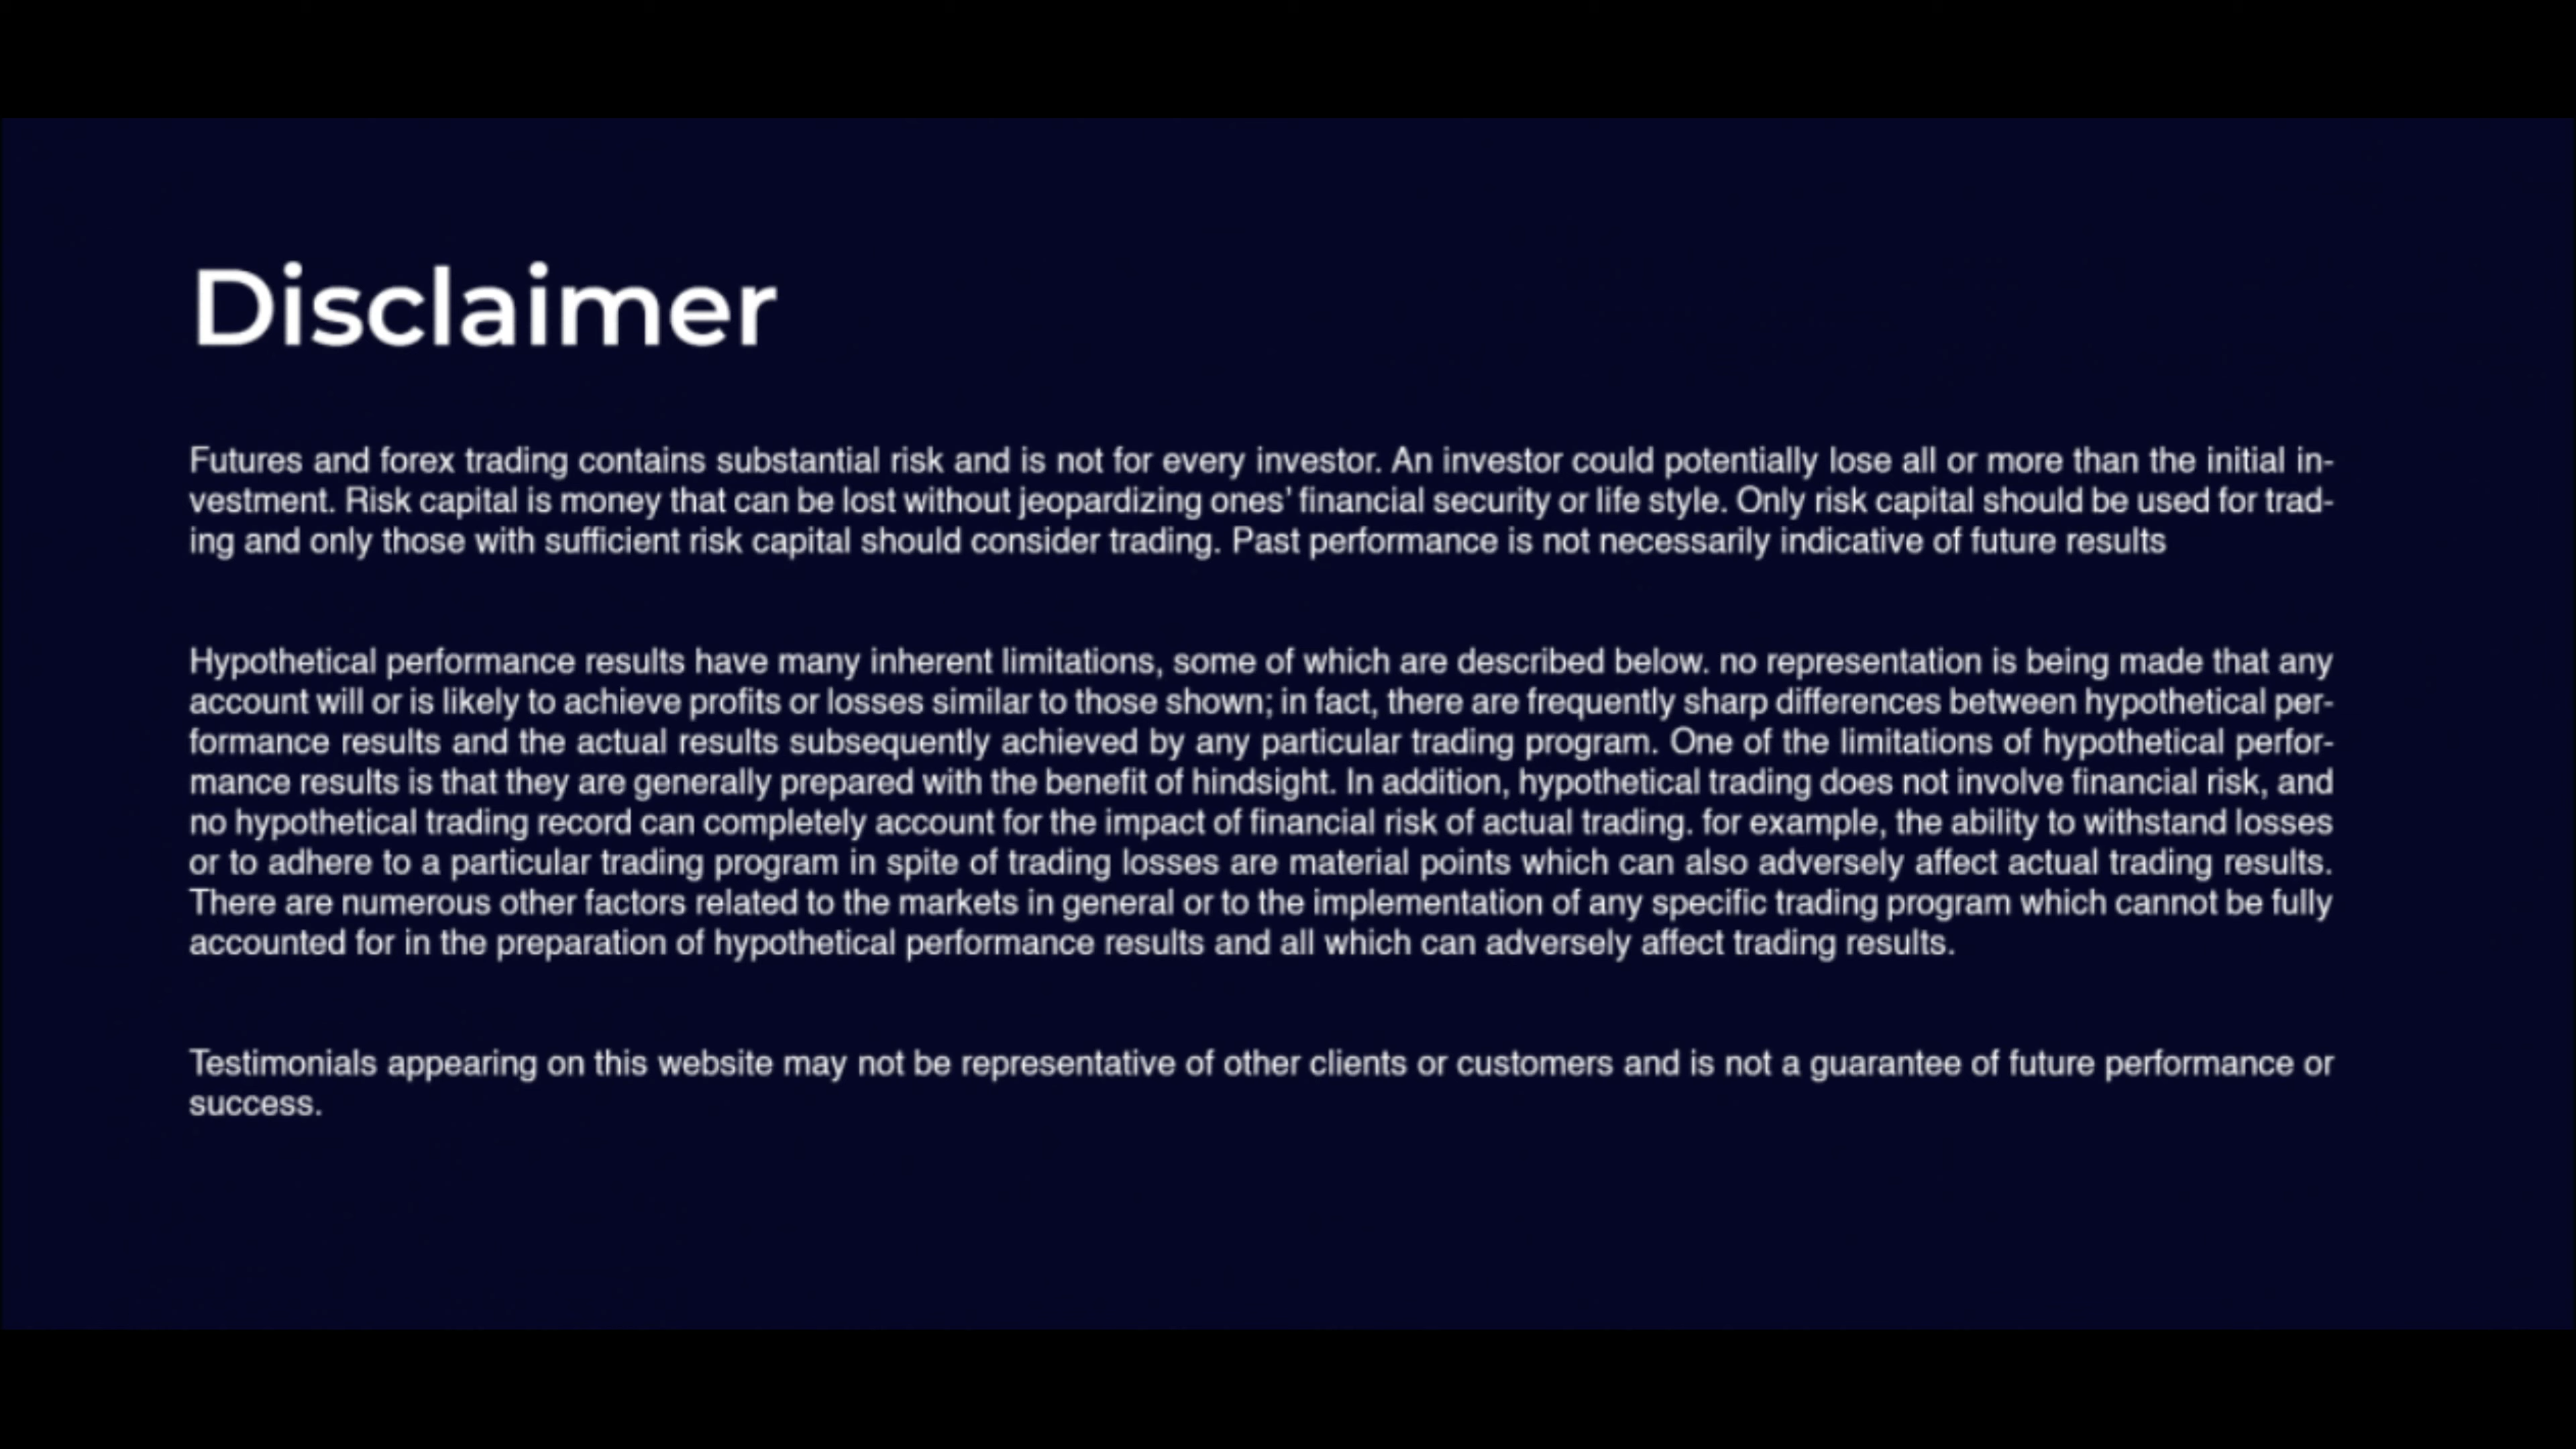 Disclaimer
Futures and forex trading contains substantial risk and is not for every investor. An investor could potentially lose all or more than the initial in-
vestment. Risk capital is money that can be lost without jeopardizing ones’ financial security or life style. Only risk capital should be used for trad-
ing and only those with sufficient risk capital should consider trading. Past performance is not necessarily indicative of future results
Hypothetical performance results have many inherent limitations, some of which are described below. no representation is being made that any
account will or is likely to achieve profits or losses similar to those shown; in fact, there are frequently sharp differences between hypothetical per-
formance results and the actual results subsequently achieved by any particular trading program. One of the limitations of hypothetical perfor-
mance results is that they are generally prepared with the benefit of hindsight. In addition, hypothetical trading does not involve financial risk, and
no hypothetical trading record can completely account for the impact of financial risk of actual trading. for example, the ability to withstand losses
or to adhere to a particular trading program in spite of trading losses are material points which can also adversely affect actual trading results.
There are numerous other factors related to the markets in general or to the implementation of any specific trading program which cannot be fully
accounted for in the preparation of hypothetical performance results and all which can adversely affect trading results.
Testimonials appearing on this website may not be representative of other clients or customers and is not a guarantee of future performance or
success.